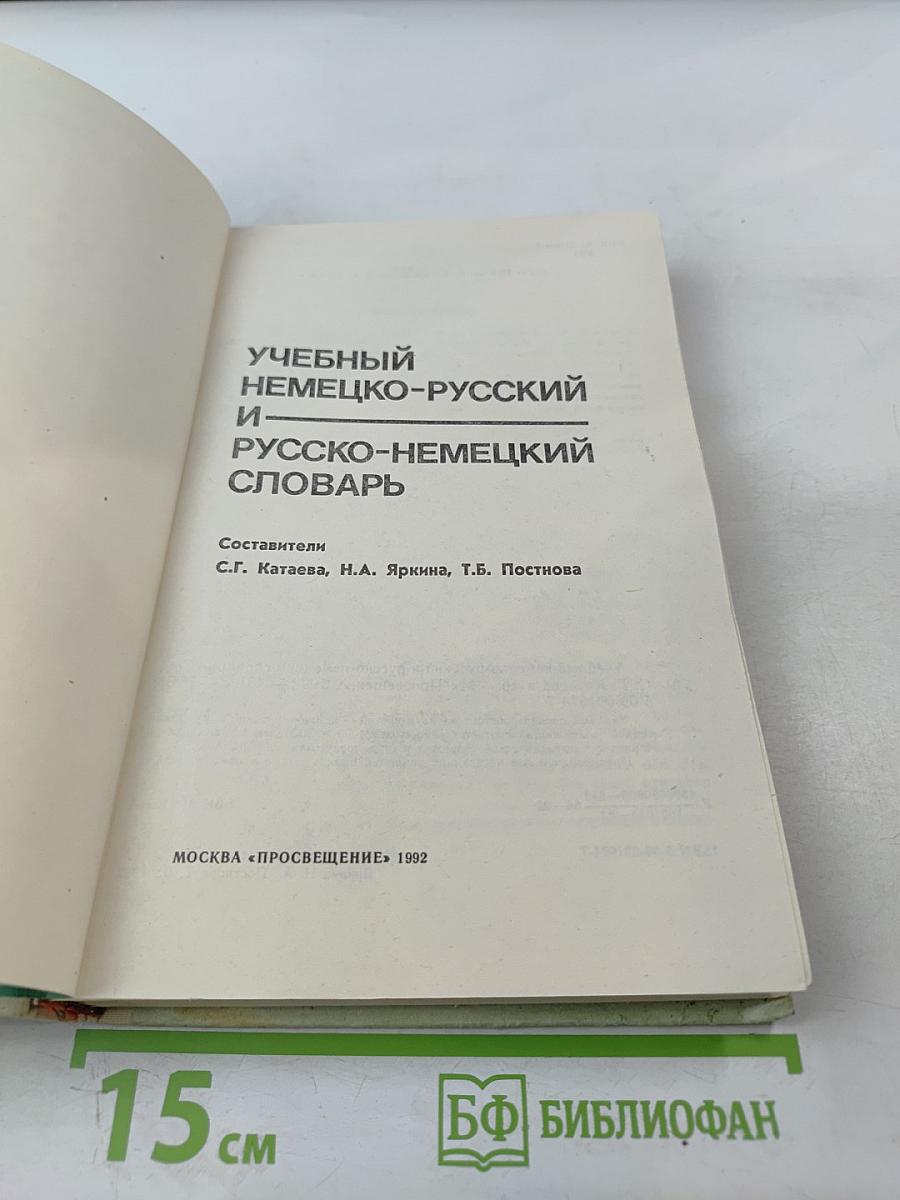 УЧЕБНЫЙ
НЕМЕЦКО-РУССКИЙ
И
РУССКО-НЕМЕЦКИЙ
СЛОВАРЬ
Составители
С.Г. Катаева, Н.А. Яркина, Т.Б. Постнова
МОСКВА «ПРОСВЕЩЕНИЕ» 1992
15 см
БФ БИБЛИОФАН